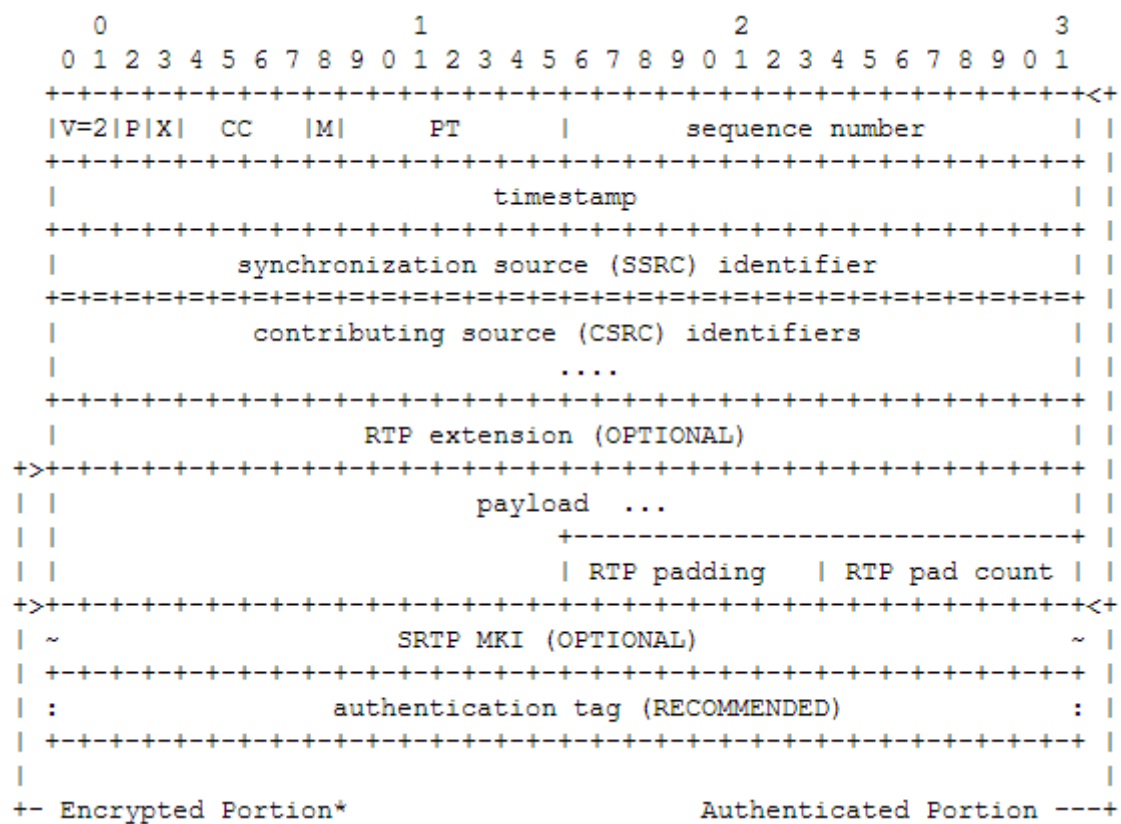 0                   1                   2                   3
  0 1 2 3 4 5 6 7 8 9 0 1 2 3 4 5 6 7 8 9 0 1 2 3 4 5 6 7 8 9 0 1
  +-+-+-+-+-+-+-+-+-+-+-+-+-+-+-+-+-+-+-+-+-+-+-+-+-+-+-+-+-+-+-+-+<+
  |V=2|P|X|  CC   |M|     PT      |       sequence number         | |
  +-+-+-+-+-+-+-+-+-+-+-+-+-+-+-+-+-+-+-+-+-+-+-+-+-+-+-+-+-+-+-+-+ |
  |                           timestamp                           | |
  +-+-+-+-+-+-+-+-+-+-+-+-+-+-+-+-+-+-+-+-+-+-+-+-+-+-+-+-+-+-+-+-+ |
  |           synchronization source (SSRC) identifier            | |
  +=+=+=+=+=+=+=+=+=+=+=+=+=+=+=+=+=+=+=+=+=+=+=+=+=+=+=+=+=+=+=+=+ |
  |            contributing source (CSRC) identifiers             | |
  |                               ....                            | |
  +-+-+-+-+-+-+-+-+-+-+-+-+-+-+-+-+-+-+-+-+-+-+-+-+-+-+-+-+-+-+-+-+ |
  |                   RTP extension (OPTIONAL)                    | |
+>+-+-+-+-+-+-+-+-+-+-+-+-+-+-+-+-+-+-+-+-+-+-+-+-+-+-+-+-+-+-+-+-+ |
| |                          payload  ...                         | |
| |                               +-------------------------------+ |
| |                               | RTP padding   | RTP pad count | |
+>+-+-+-+-+-+-+-+-+-+-+-+-+-+-+-+-+-+-+-+-+-+-+-+-+-+-+-+-+-+-+-+-+<+
| ~                     SRTP MKI (OPTIONAL)                       ~ |
| +-+-+-+-+-+-+-+-+-+-+-+-+-+-+-+-+-+-+-+-+-+-+-+-+-+-+-+-+-+-+-+-+ |
| :                 authentication tag (RECOMMENDED)              : |
| +-+-+-+-+-+-+-+-+-+-+-+-+-+-+-+-+-+-+-+-+-+-+-+-+-+-+-+-+-+-+-+-+ |
|                                                                   |
+- Encrypted Portion*                      Authenticated Portion ---+